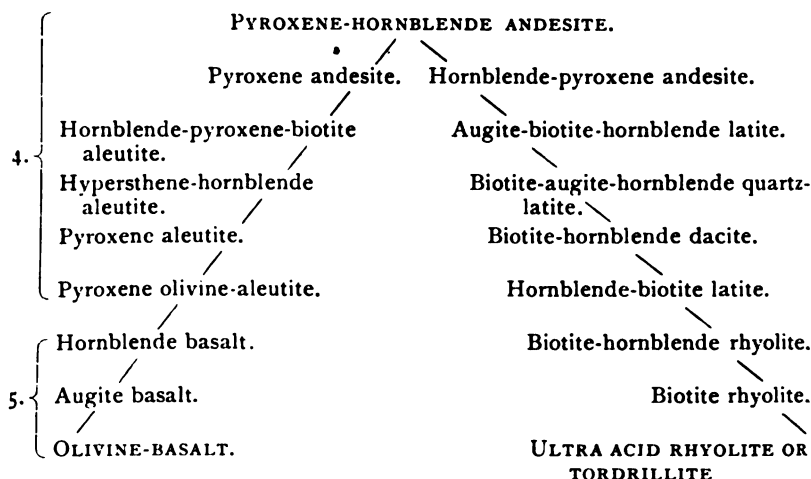 PYROXENE-HORNBLENDE ANDESITE.
Pyroxene andesite. Hornblende-pyroxene andesite.
Hornblende-pyroxene-biotite Augite-biotite-hornblende latite.
4. aleutite.
Hypersthene-hornblende Biotite-augite-hornblende quartz-
aleutite. latite.
Pyroxene aleutite. Biotite-hornblende dacite.
Pyroxene olivine-aleutite. Hornblende-biotite latite.
Hornblende basalt. Biotite-hornblende rhyolite.
5. Augite basalt. Biotite rhyolite.
OLIVINE-BASALT. ULTRA ACID RHYOLITE OR
TORDRILLITE